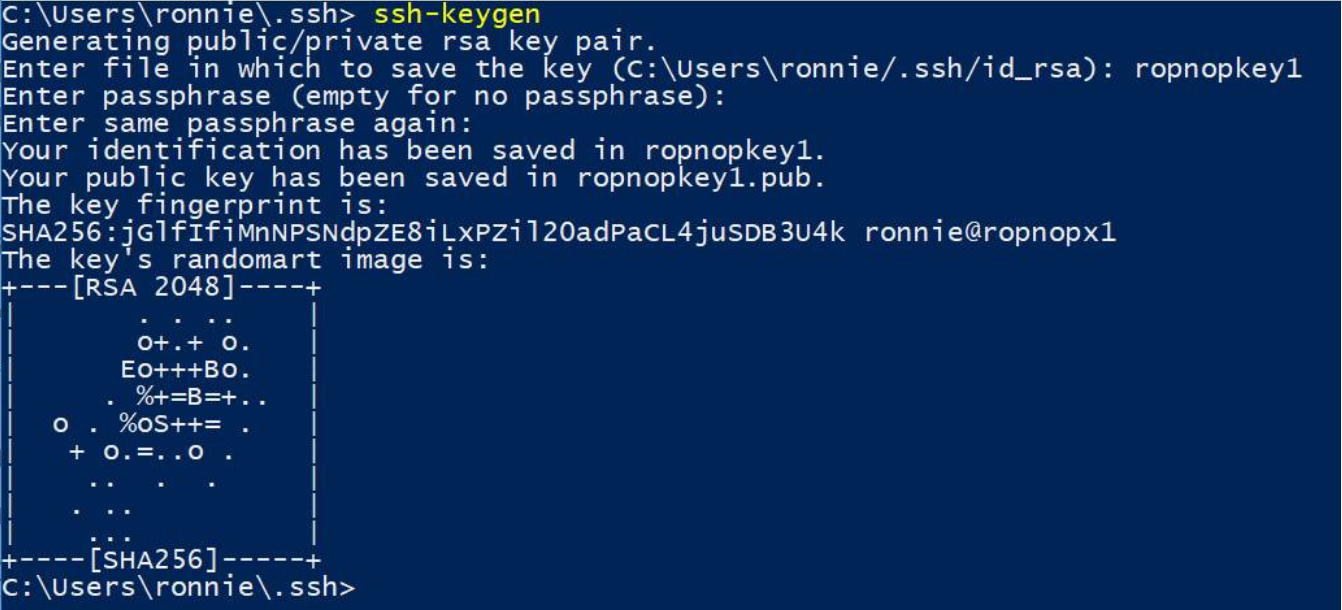 C:\Users\ronnie\.ssh> ssh-keygen
Generating public/private rsa key pair.
Enter file in which to save the key (C:\Users\ronnie/.ssh/id_rsa): ropnopkey1
Enter passphrase (empty for no passphrase):
Enter same passphrase again:
Your identification has been saved in ropnopkey1.
Your public key has been saved in ropnopkey1.pub.
The key fingerprint is:
SHA256:jGlfIfiMnNPSNdpZE8iLxPZil20adPaCL4juSDB3U4k ronnie@ropnopx1
The key's randomart image is:
+---[RSA 2048]----+
|        . . ..    |
|        o+.+ o.   |
|       Eo+++Bo.   |
|      . %+=B=+..  |
|   o . %oS++= .   |
|    + o.=..o .    |
|     ..  .  .     |
|    . ..          |
|     ...          |
+----[SHA256]-----+
C:\Users\ronnie\.ssh>